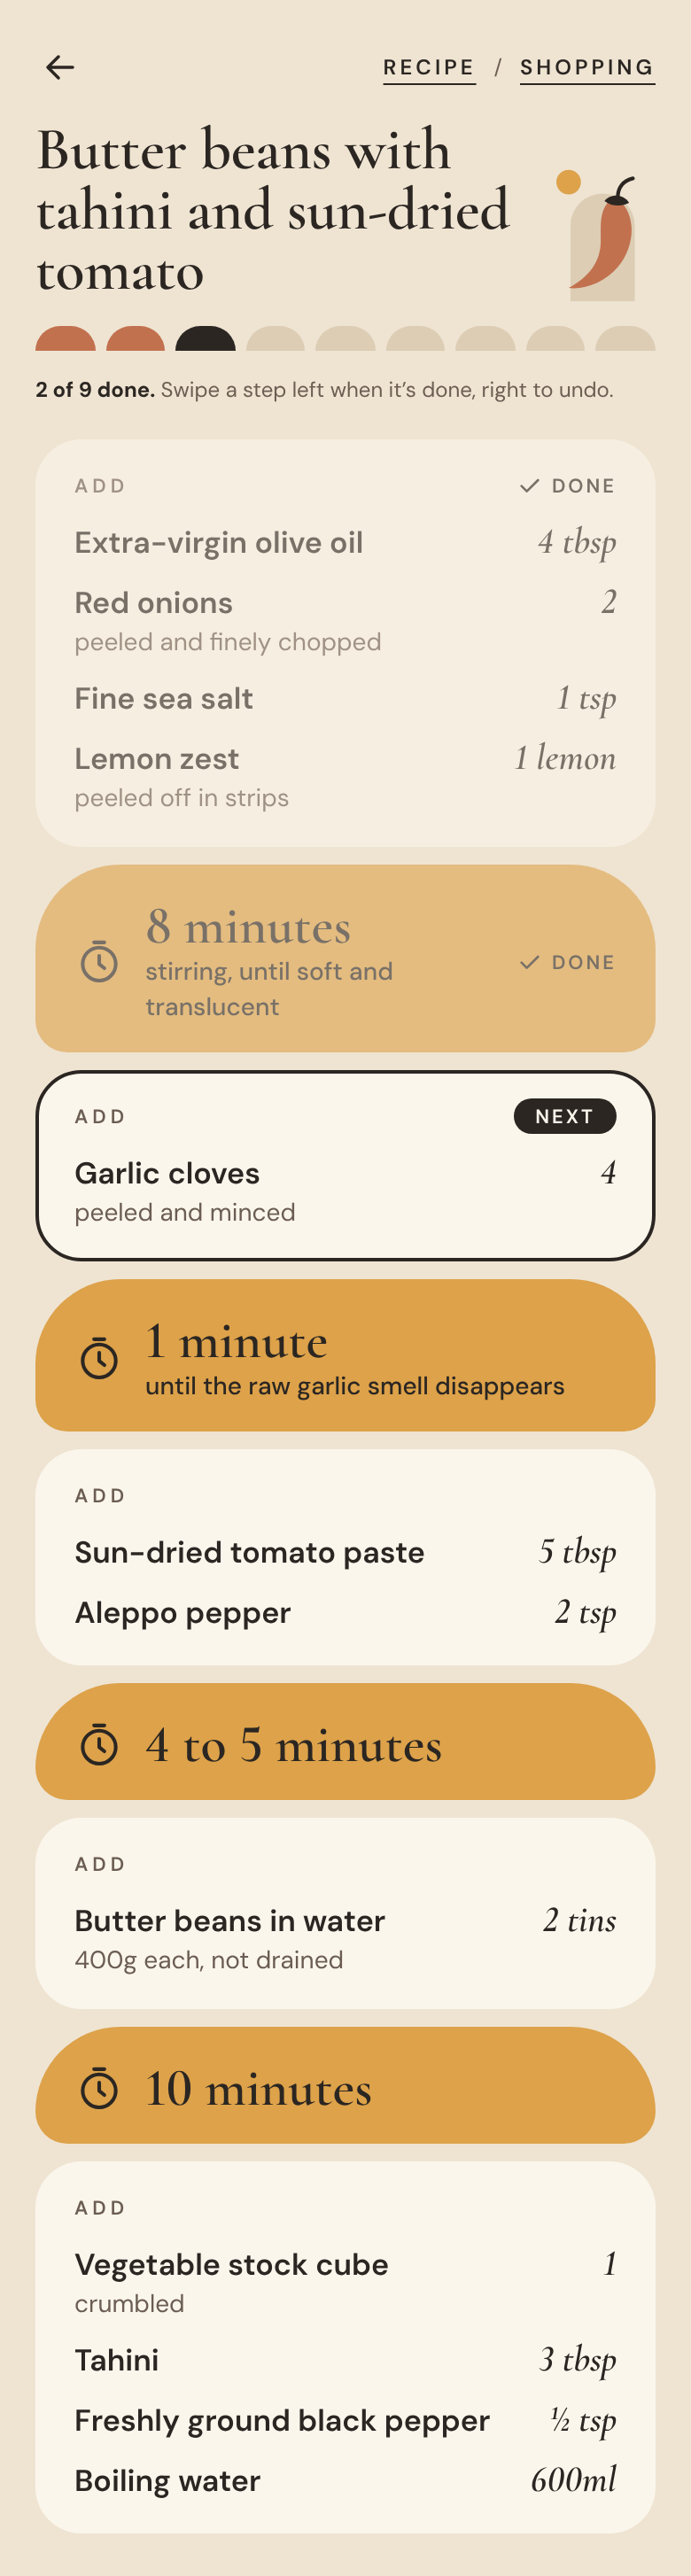 RECIPE / SHOPPING
Butter beans with
tahini and sun-dried
tomato
2 of 9 done. Swipe a step left when it’s done, right to undo.
ADD DONE
Extra-virgin olive oil 4 tbsp
Red onions 2
peeled and finely chopped
Fine sea salt 1 tsp
Lemon zest 1 lemon
peeled off in strips
8 minutes
stirring, until soft and
translucent
DONE
ADD NEXT
Garlic cloves 4
peeled and minced
1 minute
until the raw garlic smell disappears
ADD
Sun-dried tomato paste 5 tbsp
Aleppo pepper 2 tsp
4 to 5 minutes
ADD
Butter beans in water 2 tins
400g each, not drained
10 minutes
ADD
Vegetable stock cube 1
crumbled
Tahini 3 tbsp
Freshly ground black pepper ½ tsp
Boiling water 600ml